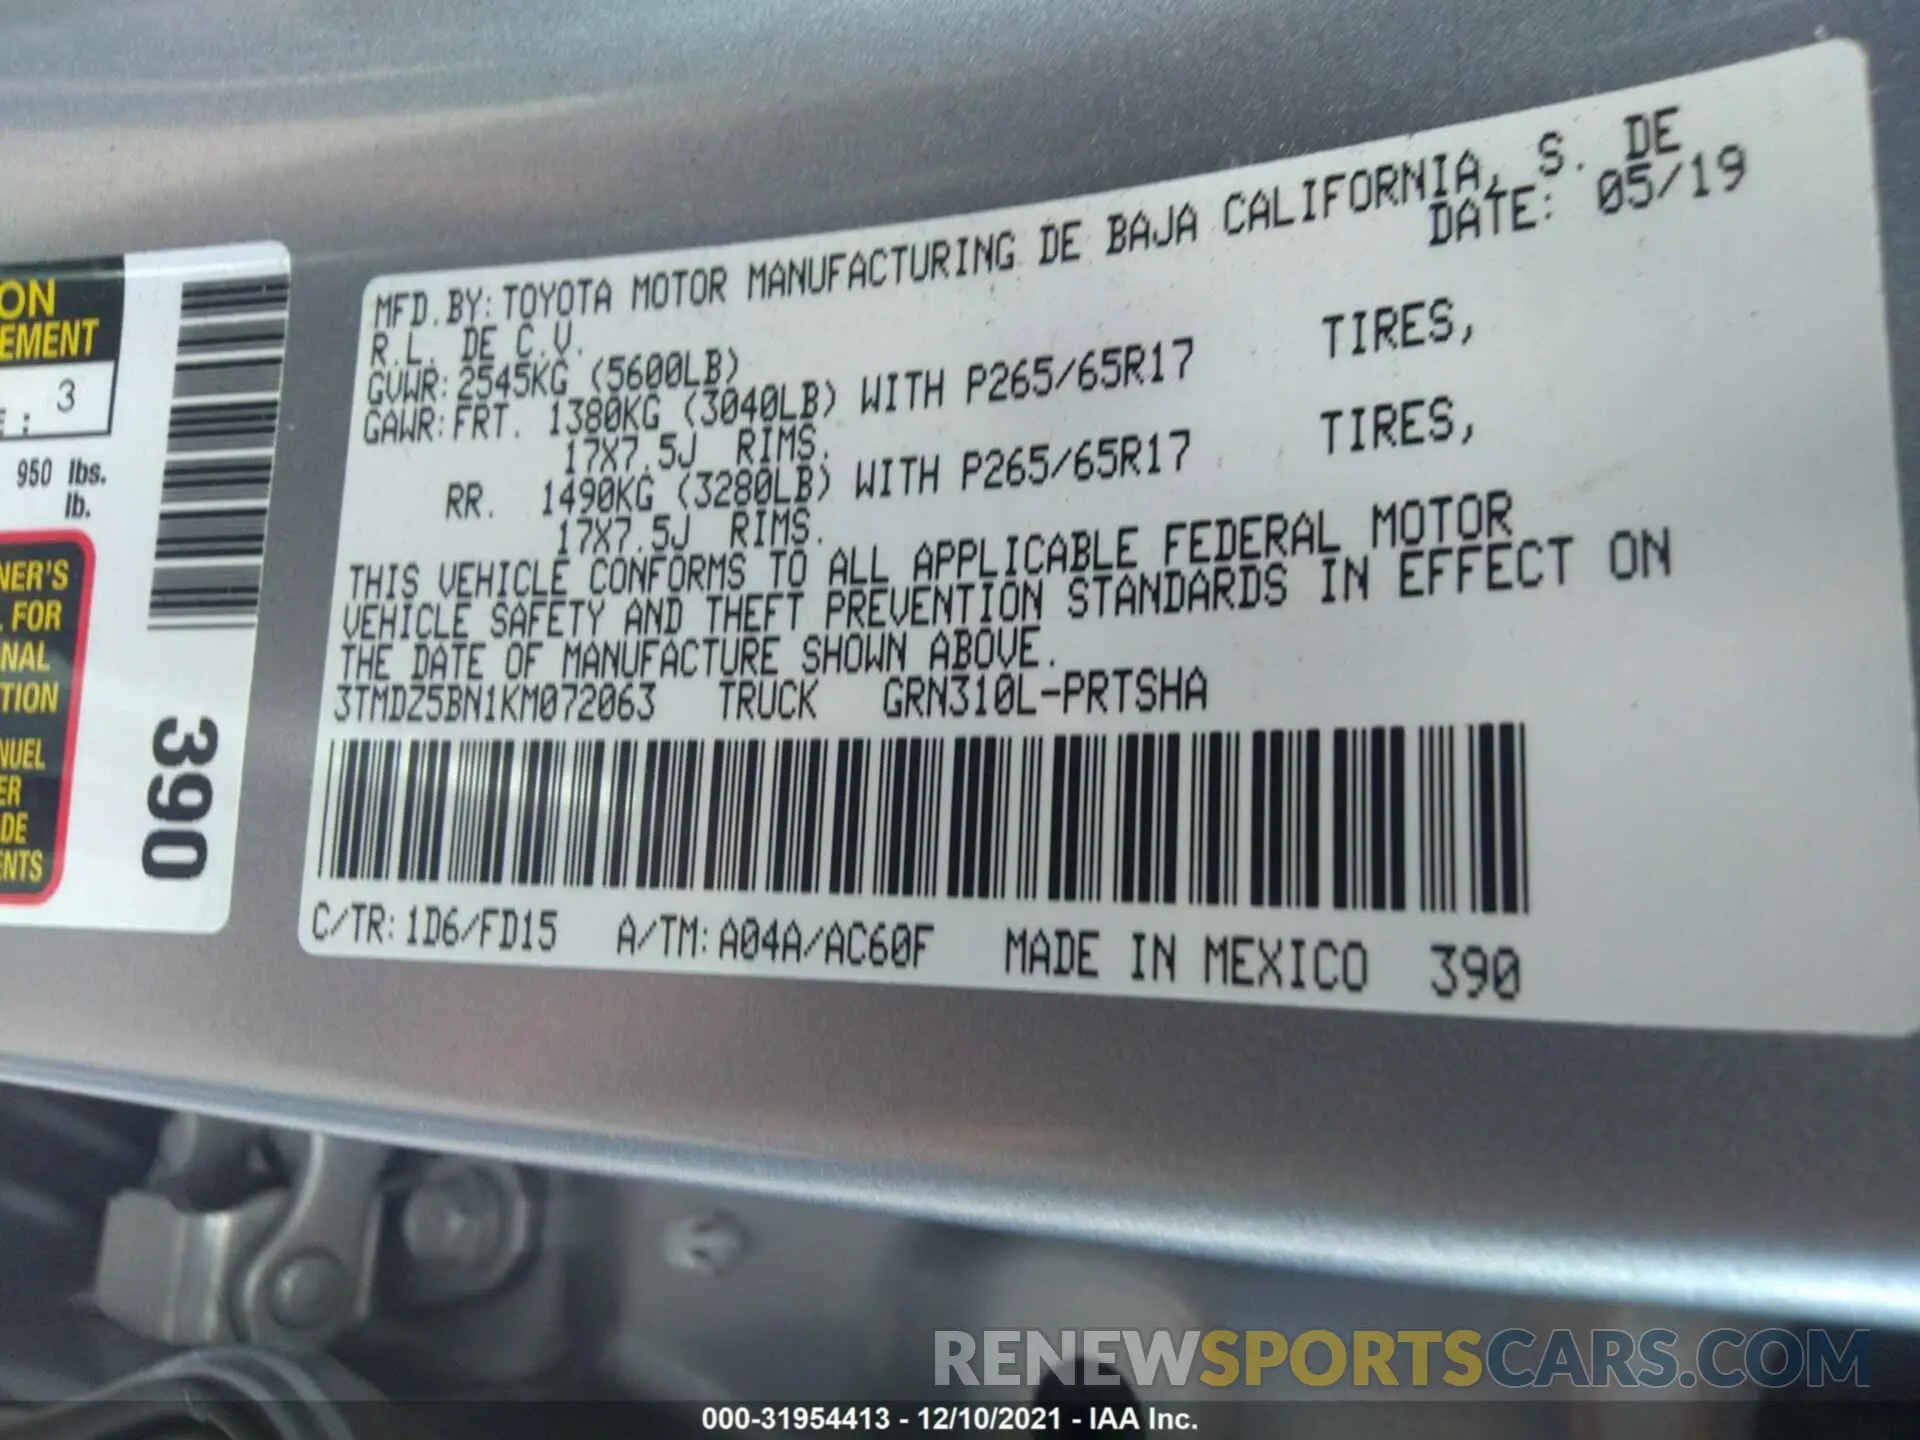 MFD.BY:TOYOTA MOTOR MANUFACTURING DE BAJA CALIFORNIA, S. DE
R.L. DE C.V. DATE: 05/19
GVWR:2545KG (5600LB)
GAWR:FRT. 1380KG (3040LB) WITH P265/65R17 TIRES,
17X7.5J RIMS.
RR. 1490KG (3280LB) WITH P265/65R17 TIRES,
17X7.5J RIMS.
THIS VEHICLE CONFORMS TO ALL APPLICABLE FEDERAL MOTOR
VEHICLE SAFETY AND THEFT PREVENTION STANDARDS IN EFFECT ON
THE DATE OF MANUFACTURE SHOWN ABOVE.
3TMDZ5BN1KM072063 TRUCK GRN310L-PRTSHA
C/TR:1D6/FD15 A/TM:A04A/AC60F MADE IN MEXICO 390
ON
EMENT
E : 3
950 lbs.
lb.
NER'S
L FOR
NAL
TION
NUEL
ER
DE
ENTS
390
RENEWSPORTSCARS.COM
000-31954413 - 12/10/2021 - IAA Inc.